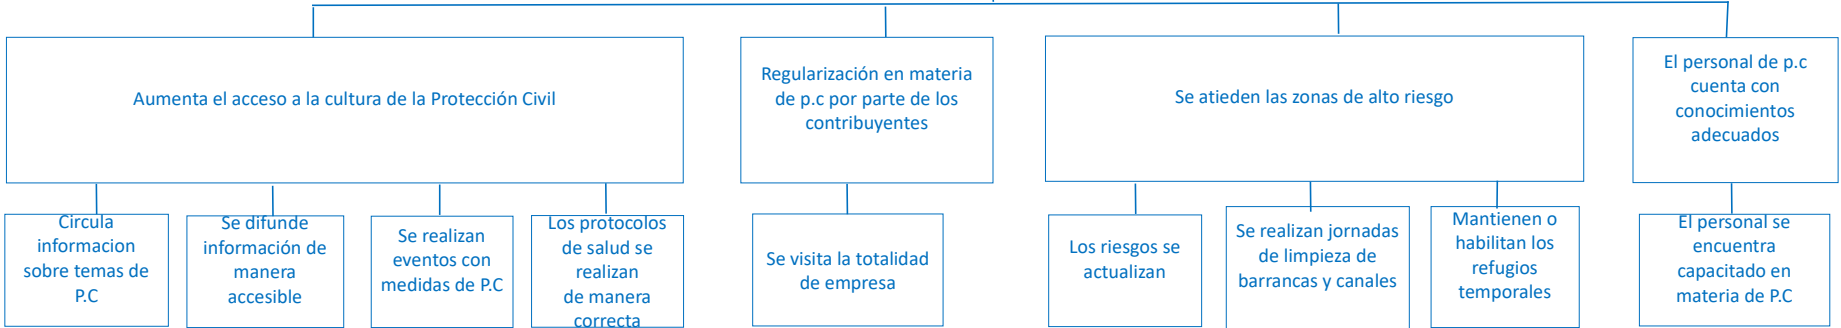 Aumenta el acceso a la cultura de la Protección Civil
Regularización en materia
de p.c por parte de los
contribuyentes
Se atieden las zonas de alto riesgo
El personal de p.c
cuenta con
conocimientos
adecuados
Circula
informacion
sobre temas de
P.C
Se difunde
información de
manera
accesible
Se realizan
eventos con
medidas de P.C
Los protocolos
de salud se
realizan
de manera
correcta
Se visita la totalidad
de empresa
Los riesgos se
actualizan
Se realizan jornadas
de limpieza de
barrancas y canales
Mantienen o
habilitan los
refugios
temporales
El personal se
encuentra
capacitado en
materia de P.C